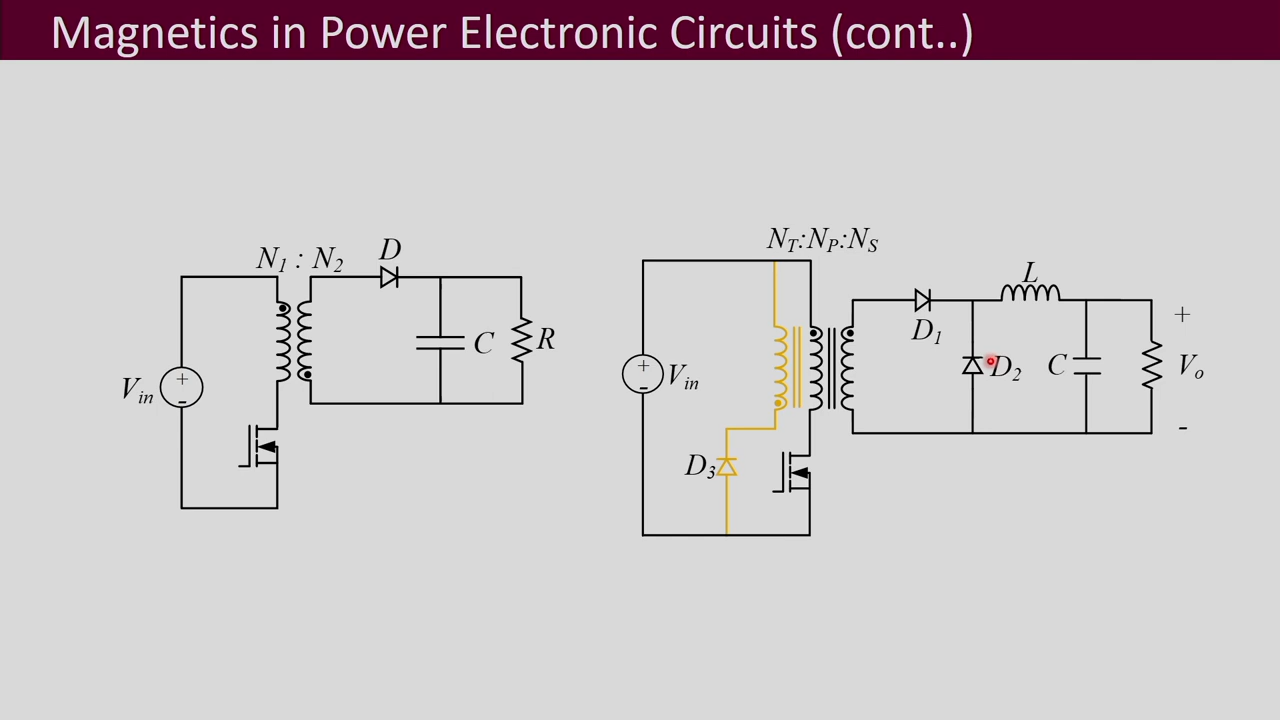 Magnetics in Power Electronic Circuits (cont..)
N1 : N2
D
Vin
+
-
C
R
NT:NP:NS
Vin
+
-
D3
D1
D2
L
C
+
Vo
-